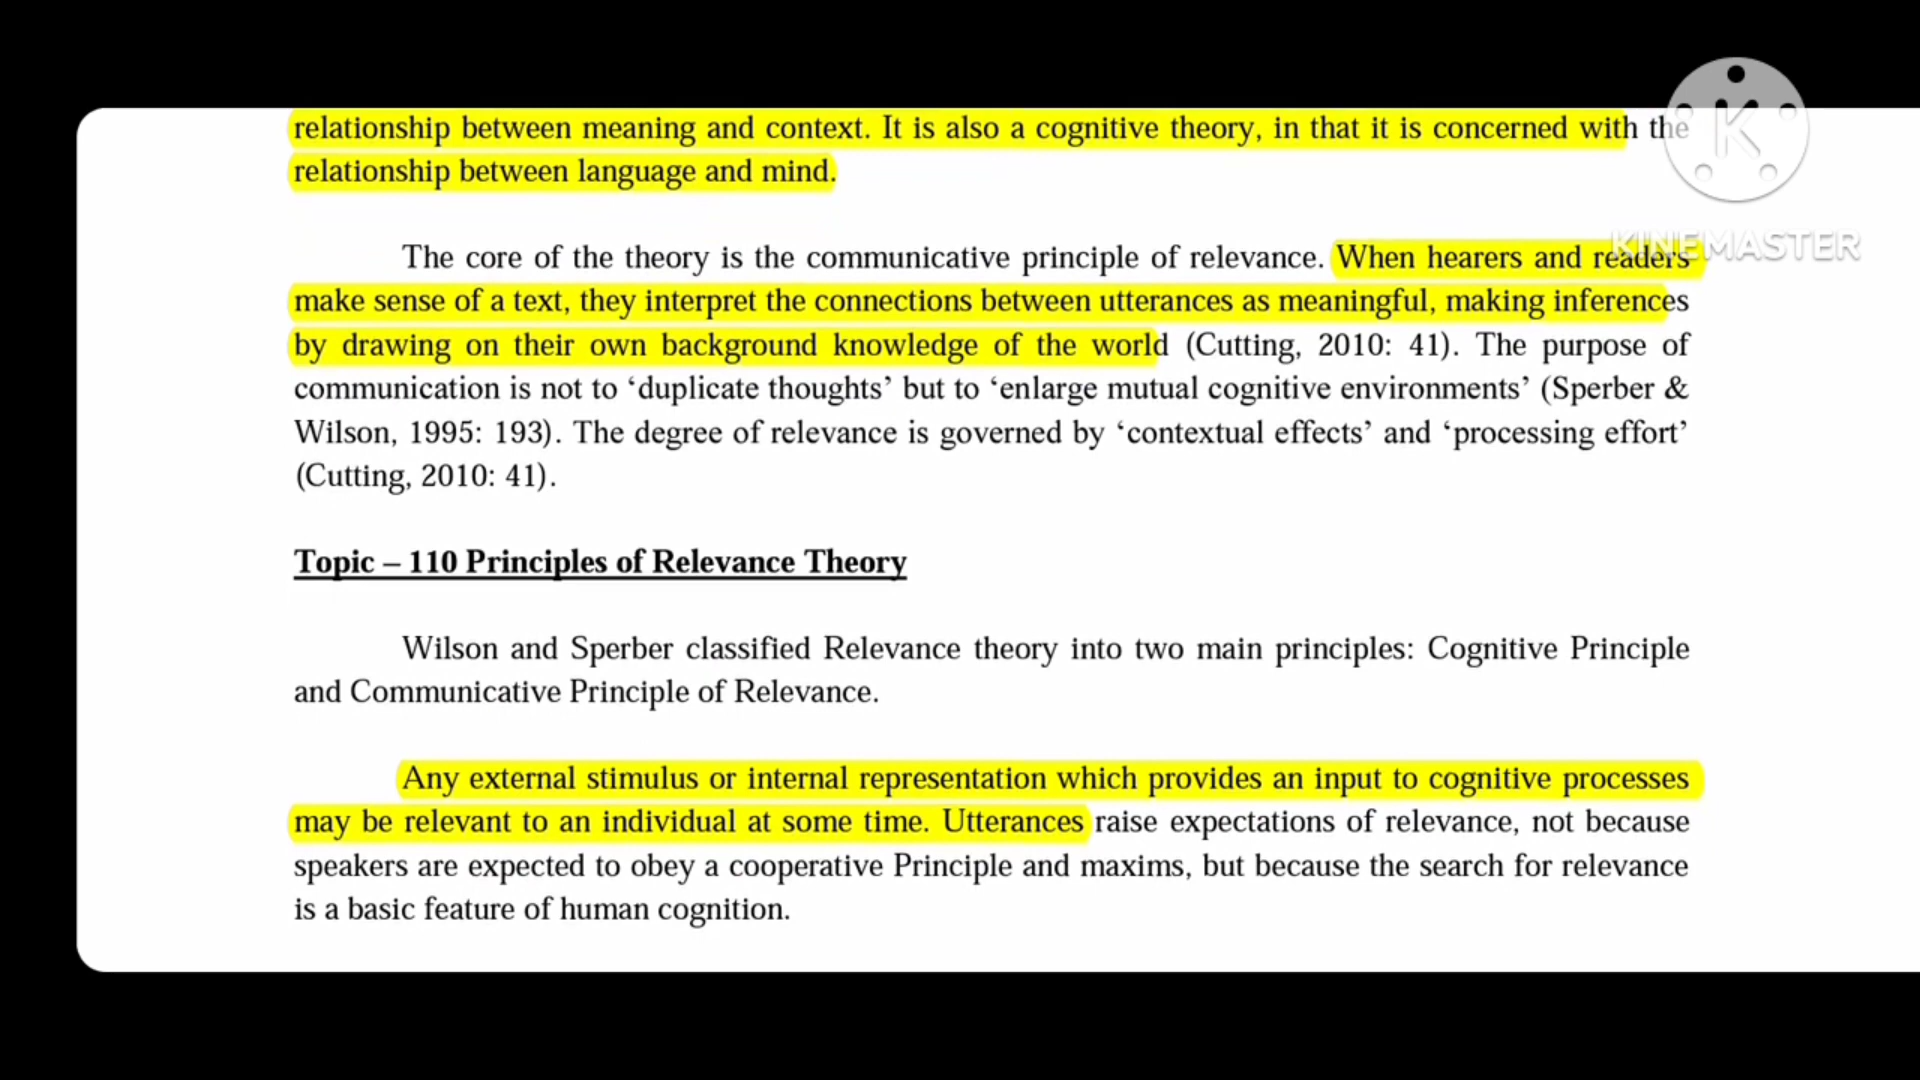 relationship between meaning and context. It is also a cognitive theory, in that it is concerned with the
relationship between language and mind.
The core of the theory is the communicative principle of relevance. When hearers and readers
make sense of a text, they interpret the connections between utterances as meaningful, making inferences
by drawing on their own background knowledge of the world (Cutting, 2010: 41). The purpose of
communication is not to ‘duplicate thoughts’ but to ‘enlarge mutual cognitive environments’ (Sperber &
Wilson, 1995: 193). The degree of relevance is governed by ‘contextual effects’ and ‘processing effort’
(Cutting, 2010: 41).
Topic – 110 Principles of Relevance Theory
Wilson and Sperber classified Relevance theory into two main principles: Cognitive Principle
and Communicative Principle of Relevance.
Any external stimulus or internal representation which provides an input to cognitive processes
may be relevant to an individual at some time. Utterances raise expectations of relevance, not because
speakers are expected to obey a cooperative Principle and maxims, but because the search for relevance
is a basic feature of human cognition.
K
KINEMASTER